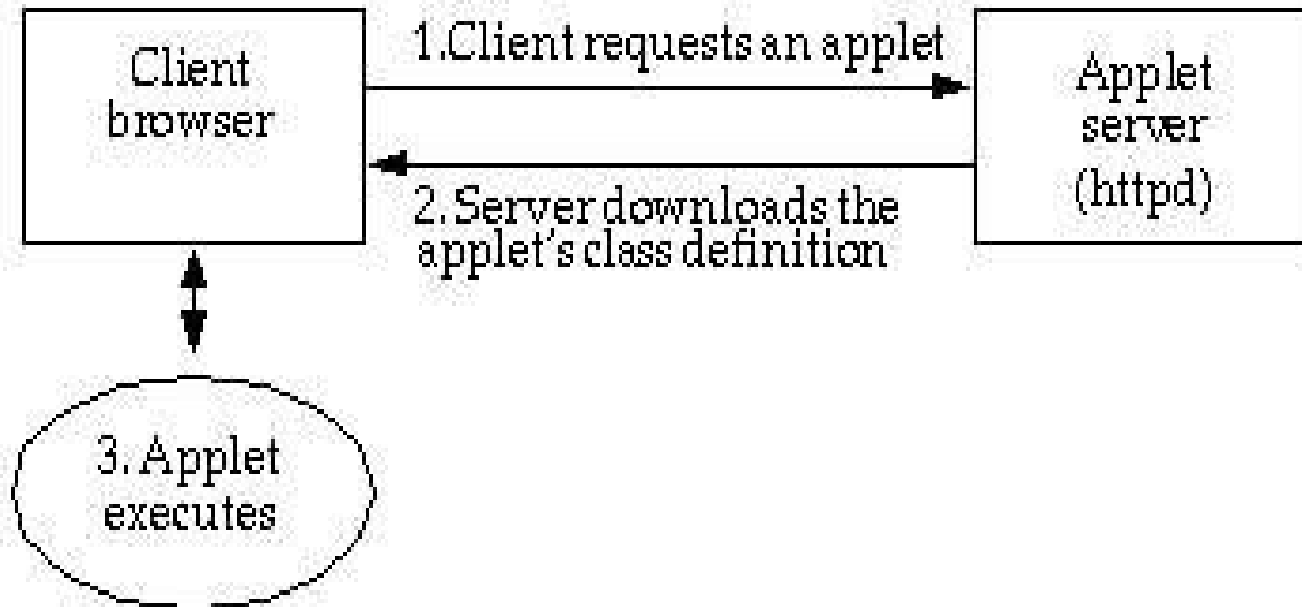 Client
browser
1.Client requests an applet
Applet
server
(httpd)
2. Server downloads the
applet's class definition
3. Applet
executes